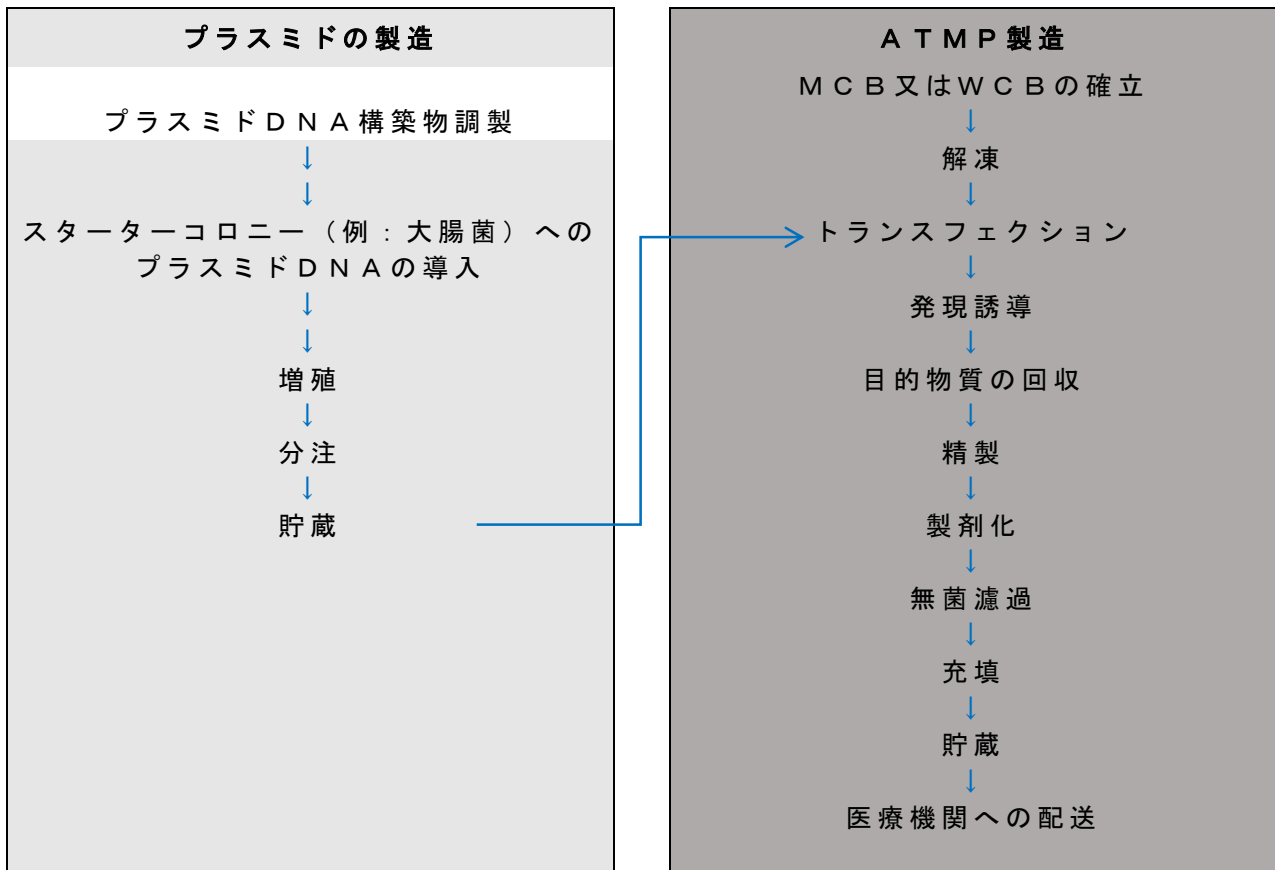 プラスミドの製造
プラスミドＤＮＡ構築物調製
↓
↓
スターターコロニー（例：大腸菌）への
プラスミドＤＮＡの導入
↓
↓
増殖
↓
分注
↓
貯蔵
ＡＴＭＰ製造
ＭＣＢ又はＷＣＢの確立
↓
解凍
↓
トランスフェクション
↓
発現誘導
↓
目的物質の回収
↓
精製
↓
製剤化
↓
無菌濾過
↓
充填
↓
貯蔵
↓
医療機関への配送